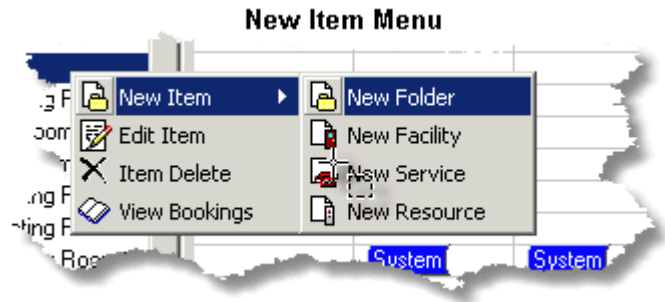 New Item Menu
New Item
New Folder
Edit Item
New Facility
Item Delete
New Service
View Bookings
New Resource
System
System